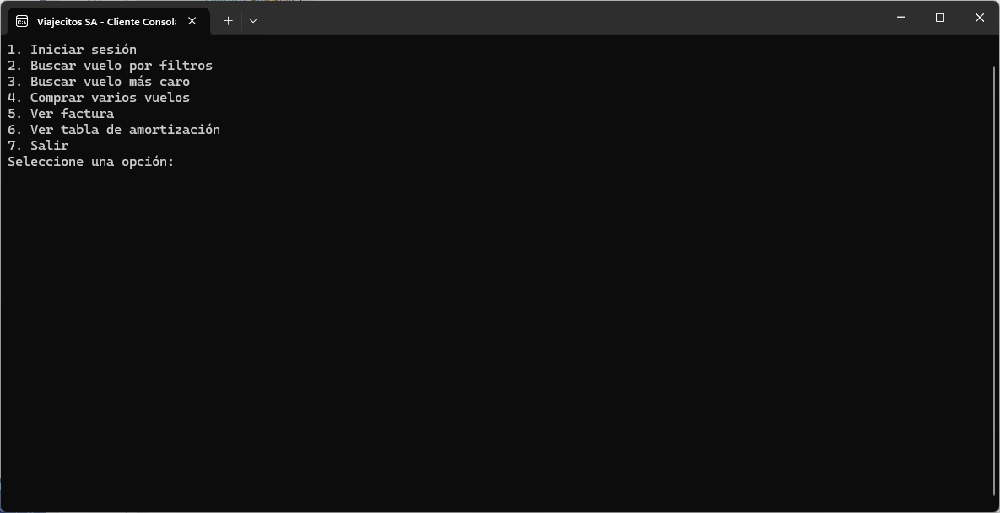 Viajecitos SA - Cliente Consol
1. Iniciar sesión
2. Buscar vuelo por filtros
3. Buscar vuelo más caro
4. Comprar varios vuelos
5. Ver factura
6. Ver tabla de amortización
7. Salir
Seleccione una opción: